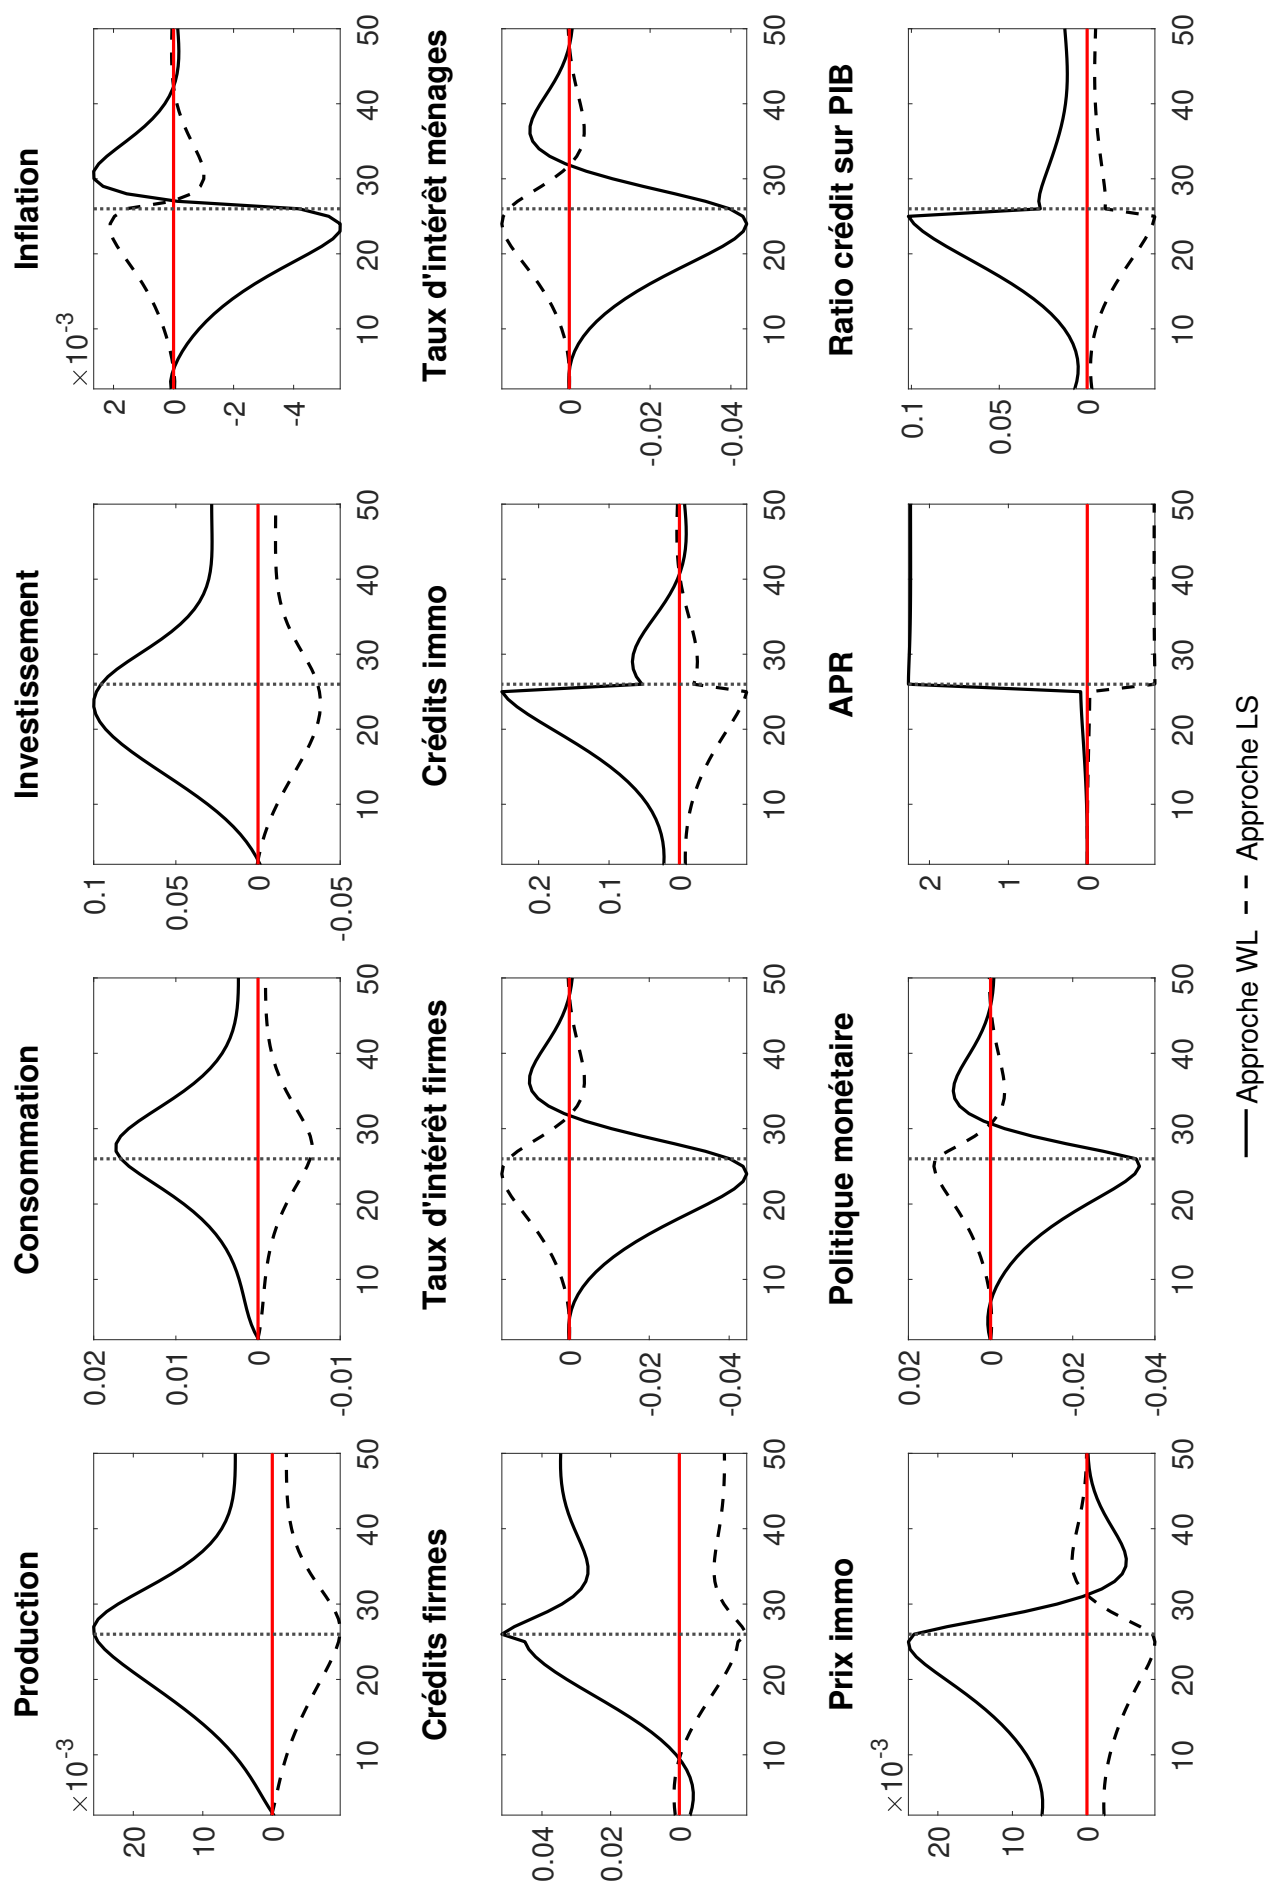 Production
×10⁻³
20
10
0
10 20 30 40 50
Consommation
0.02
0.01
0
-0.01
10 20 30 40 50
Investissement
0.1
0.05
0
-0.05
10 20 30 40 50
Inflation
×10⁻³
2
0
-2
-4
10 20 30 40 50
Crédits firmes
0.04
0.02
0
10 20 30 40 50
Taux d'intérêt firmes
0
-0.02
-0.04
10 20 30 40 50
Crédits immo
0.2
0.1
0
10 20 30 40 50
Taux d'intérêt ménages
0
-0.02
-0.04
10 20 30 40 50
Prix immo
×10⁻³
20
10
0
10 20 30 40 50
Politique monétaire
0.02
0
-0.02
-0.04
10 20 30 40 50
APR
2
1
0
10 20 30 40 50
Ratio crédit sur PIB
0.1
0.05
0
10 20 30 40 50
Approche WL Approche LS